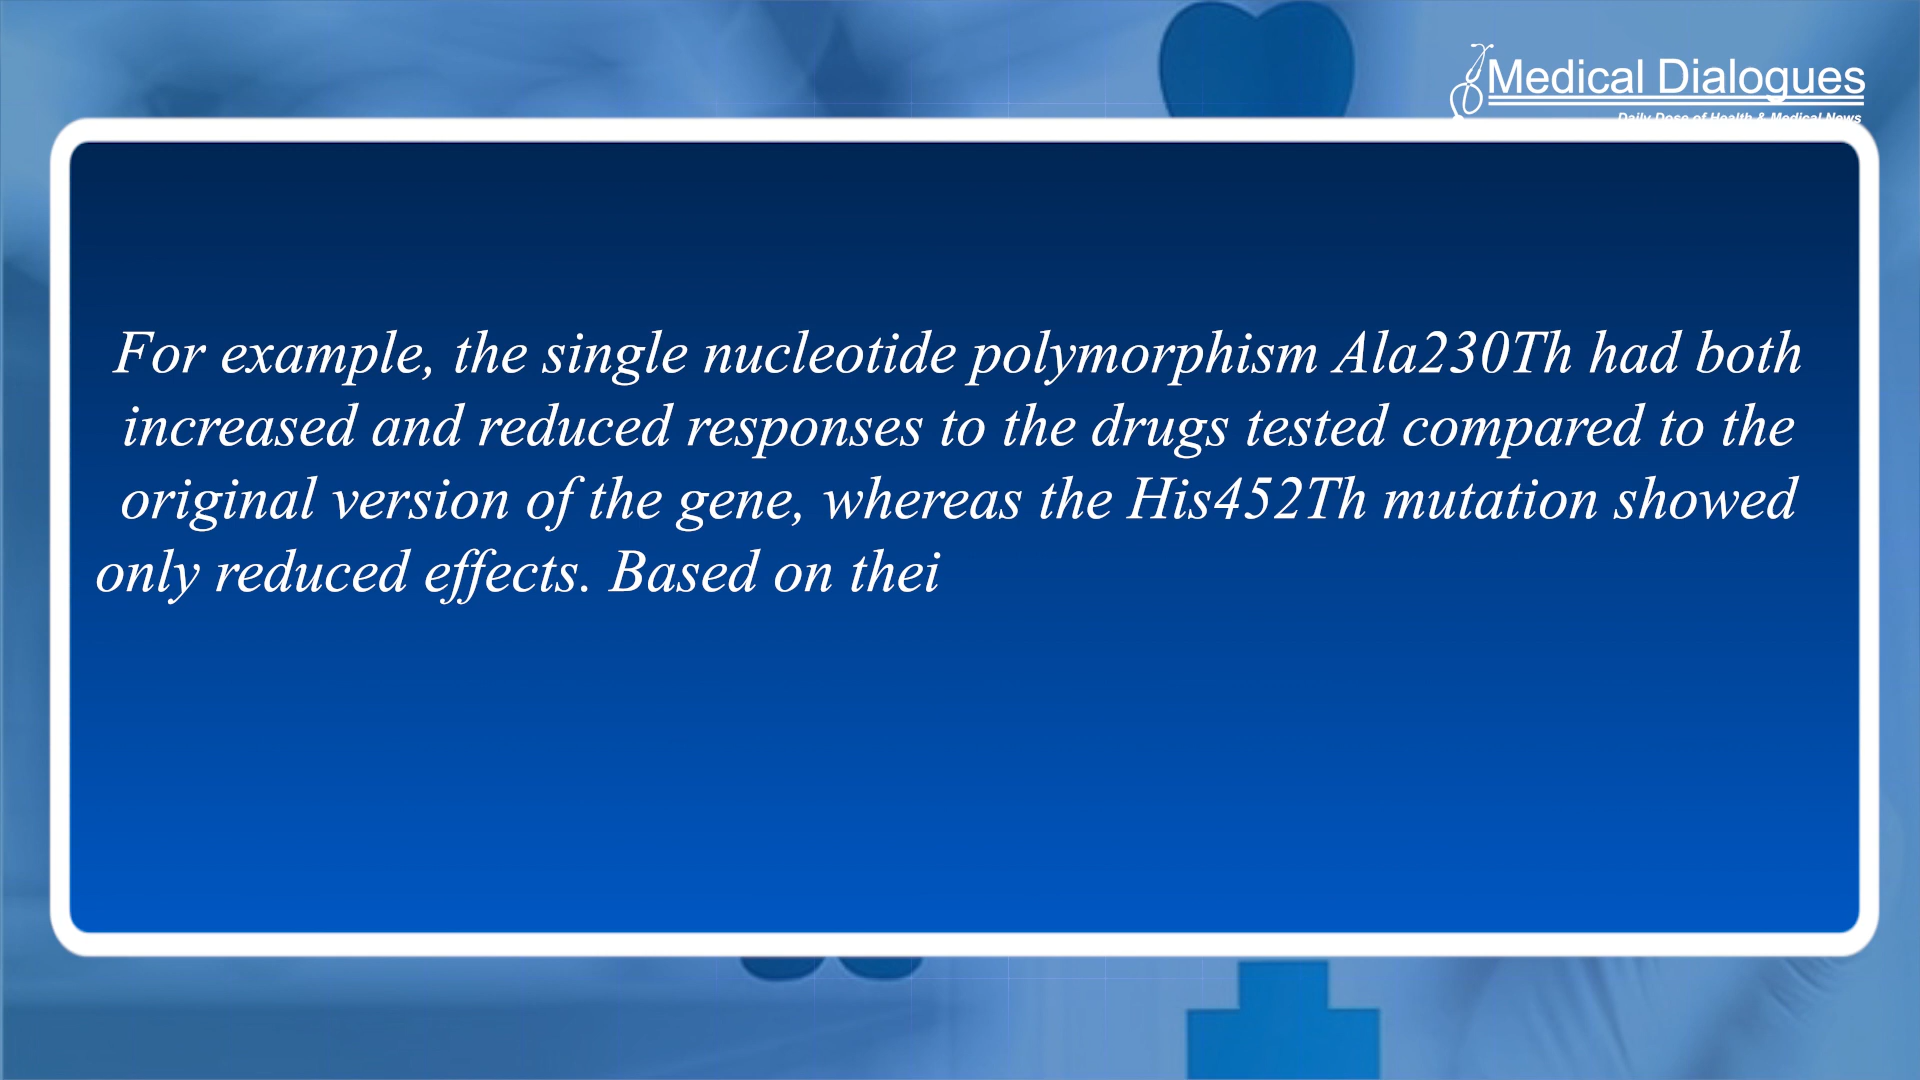 Medical Dialogues
Daily Dose of Health & Medical News
For example, the single nucleotide polymorphism Ala230Th had both
increased and reduced responses to the drugs tested compared to the
original version of the gene, whereas the His452Th mutation showed
only reduced effects. Based on thei